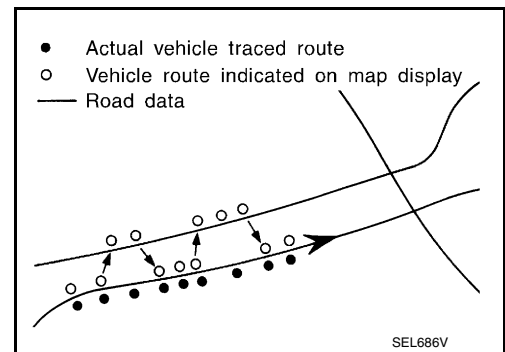 Actual vehicle traced route
Vehicle route indicated on map display
Road data
SEL686V